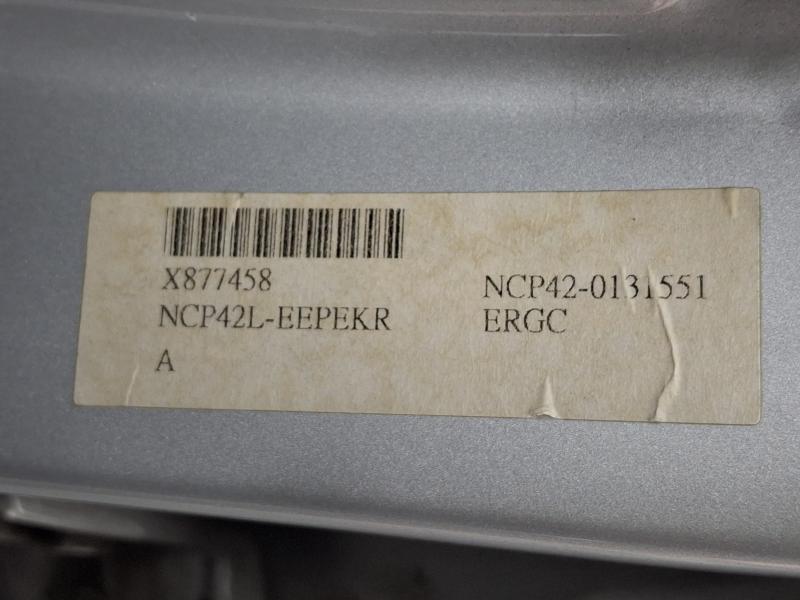 X877458
NCP42-0131551
NCP42L-EEPEKR
ERGC
A